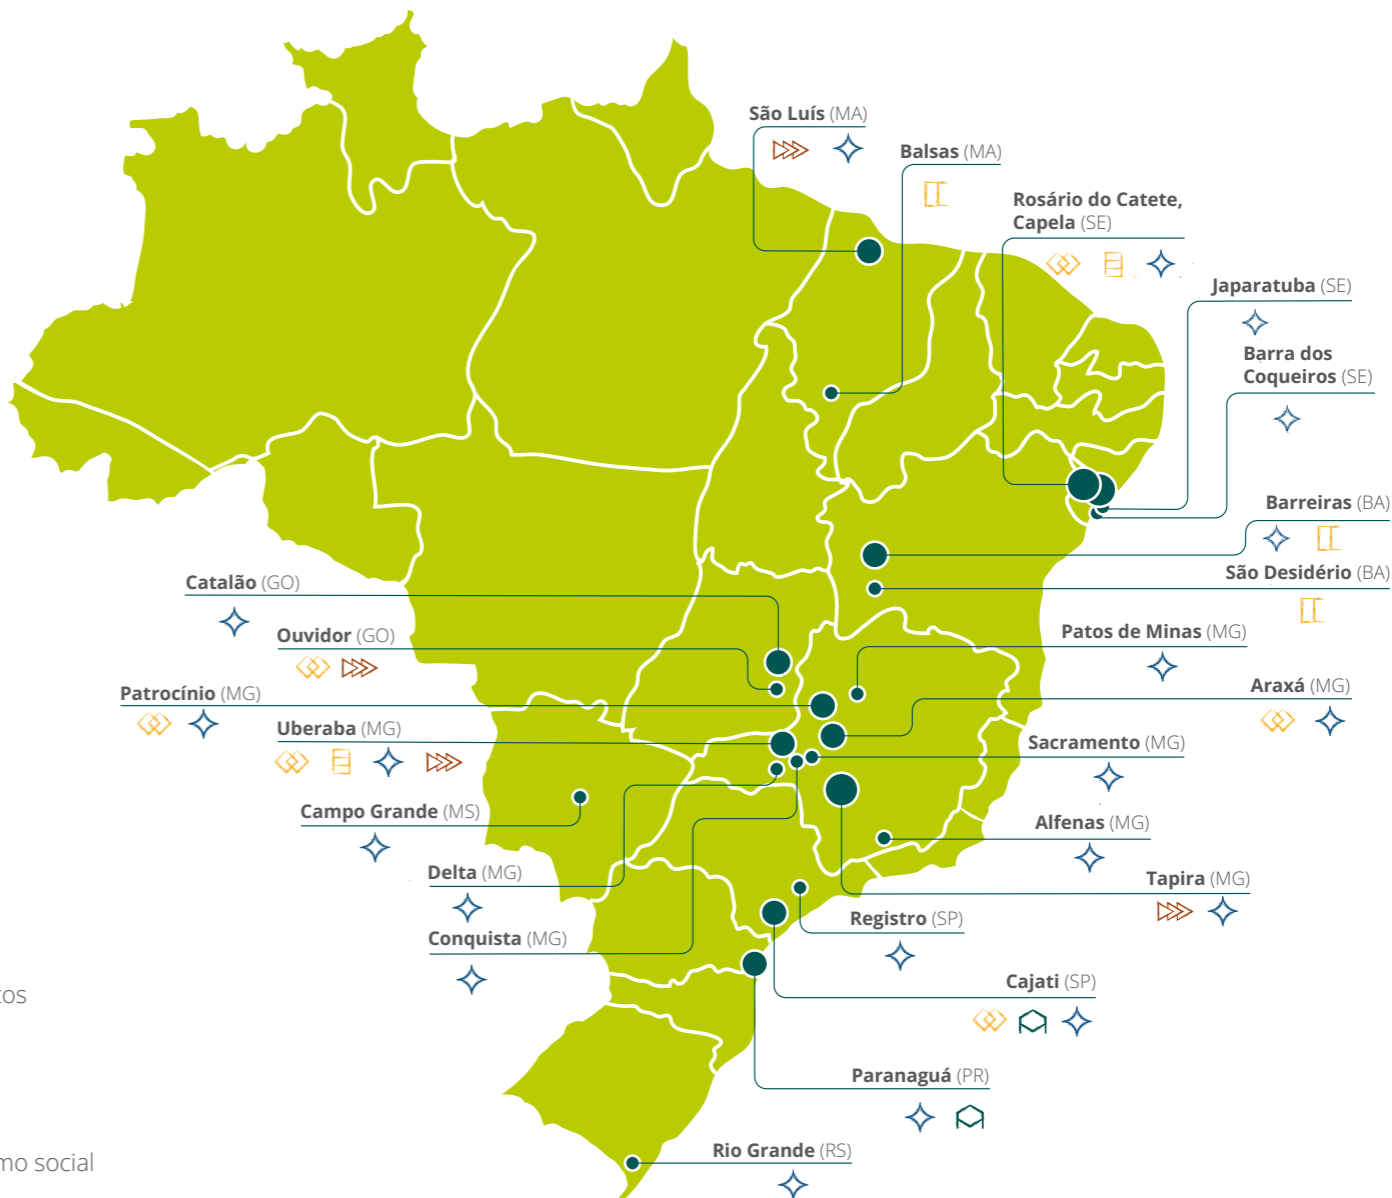 São Luís (MA)
Balsas (MA)
Rosário do Catete,
Capela (SE)
Japaratuba (SE)
Barra dos
Coqueiros (SE)
Barreiras (BA)
São Desidério (BA)
Catalão (GO)
Ouvidor (GO)
Patos de Minas (MG)
Patrocínio (MG)
Araxá (MG)
Uberaba (MG)
Sacramento (MG)
Campo Grande (MS)
Alfenas (MG)
Delta (MG)
Tapira (MG)
Registro (SP)
Conquista (MG)
Cajati (SP)
Paranaguá (PR)
Rio Grande (RS)
social